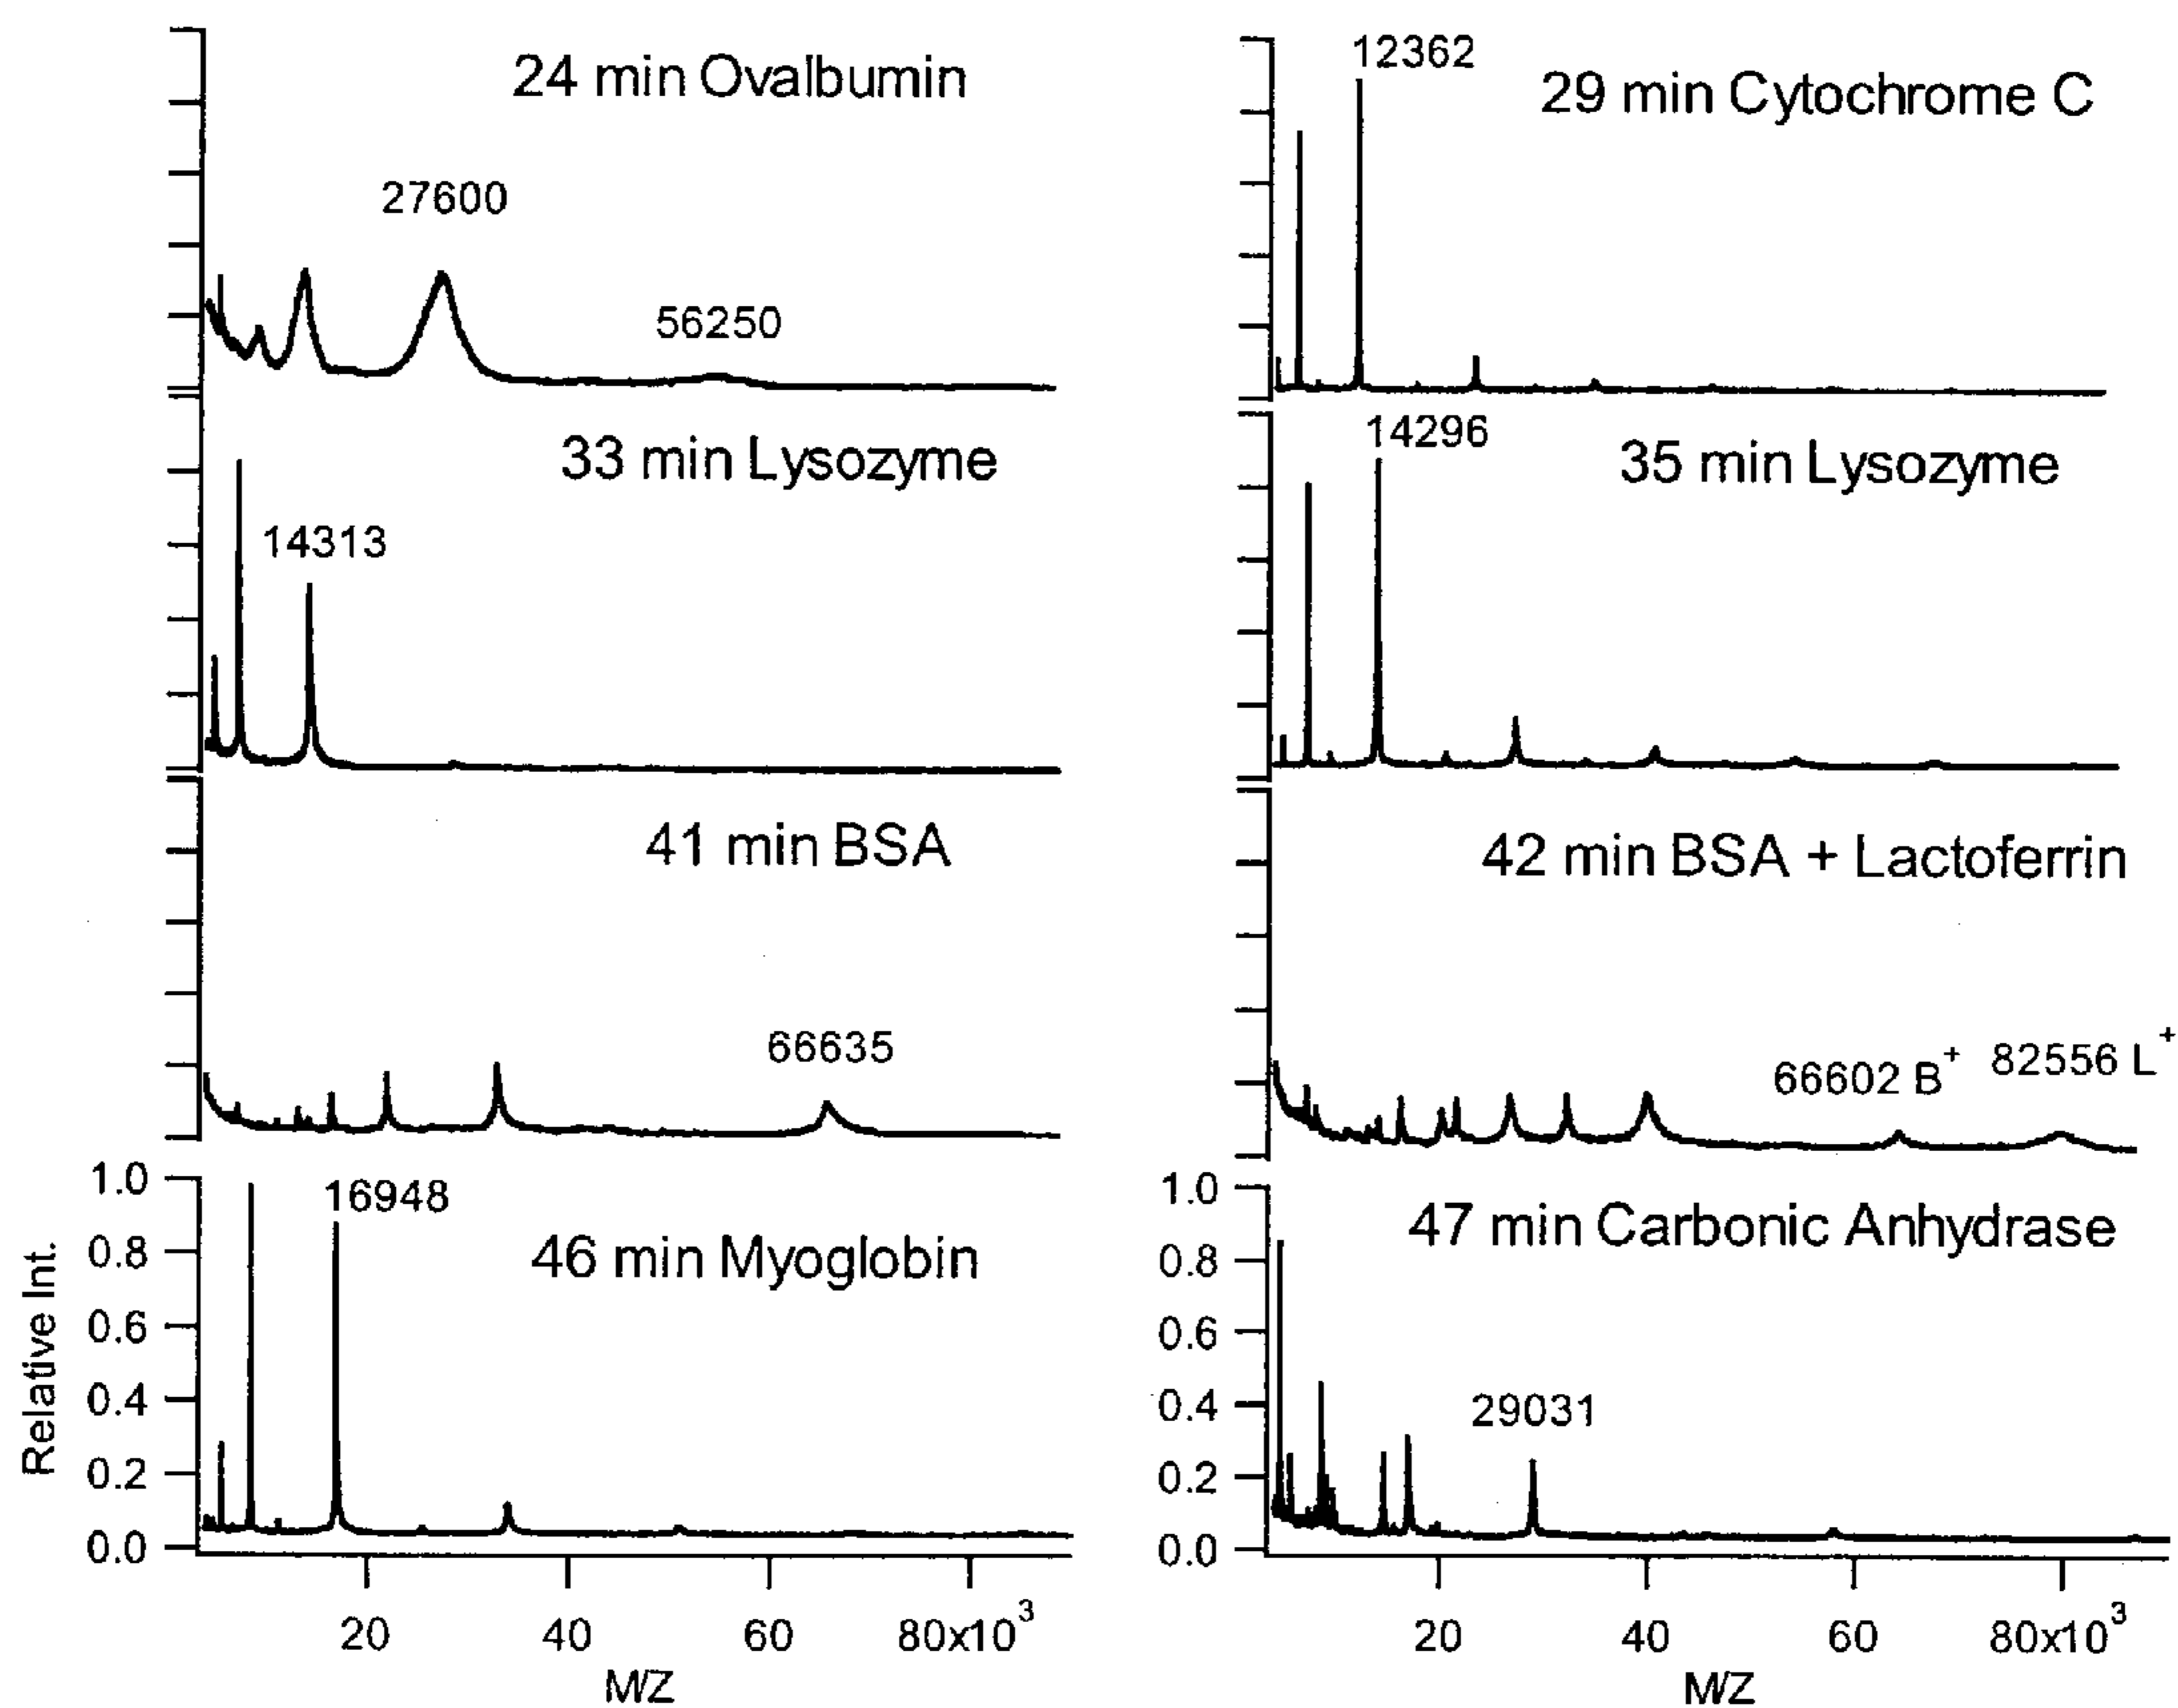 24 min Ovalbumin
27600
56250
12362
29 min Cytochrome C
33 min Lysozyme
14313
14296
35 min Lysozyme
41 min BSA
66635
42 min BSA + Lactoferrin
66602 B+
82556 L+
1.0
0.8
0.6
0.4
0.2
0.0
Relative Int.
16948
46 min Myoglobin
20
40
60
80x10³
M/Z
1.0
0.8
0.6
0.4
0.2
0.0
47 min Carbonic Anhydrase
29031
20
40
60
80x10³
M/Z